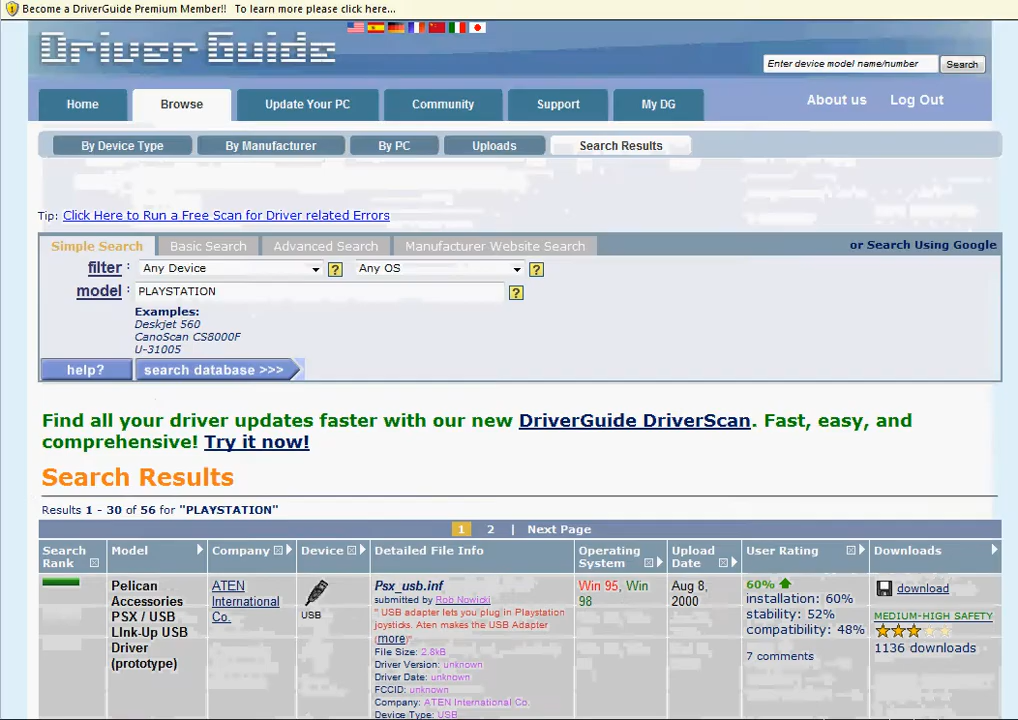 Become a DriverGuide Premium Member!! To learn more please click here...
Driver Guide
Enter device model name/number Search
Home Browse Update Your PC Community Support My DG About us Log Out
By Device Type By Manufacturer By PC Uploads Search Results
Tip: Click Here to Run a Free Scan for Driver related Errors
Simple Search Basic Search Advanced Search Manufacturer Website Search or Search Using Google
filter : Any Device ? Any OS ?
model : PLAYSTATION ?
Examples:
Deskjet 560
CanoScan CS8000F
U-31005
help? search database >>>
Find all your driver updates faster with our new DriverGuide DriverScan. Fast, easy, and
comprehensive! Try it now!
Search Results
Results 1 - 30 of 56 for "PLAYSTATION"
1 2 | Next Page
Search Rank Model Company Device Detailed File Info Operating System Upload Date User Rating Downloads
Pelican
Accessories
PSX / USB
LInk-Up USB
Driver
(prototype)
ATEN
International
Co.
USB
Psx_usb.inf
submitted by Rob Nowicki
" USB adapter lets you plug in Playstation
joysticks. Aten makes the USB Adapter
(more)"
File Size: 2.8kB
Driver Version: unknown
Driver Date: unknown
FCCID: unknown
Company: ATEN International Co.
Device Type: USB
Win 95, Win
98
Aug 8,
2000
60%
installation: 60%
stability: 52%
compatibility: 48%
7 comments
download
MEDIUM-HIGH SAFETY
1136 downloads